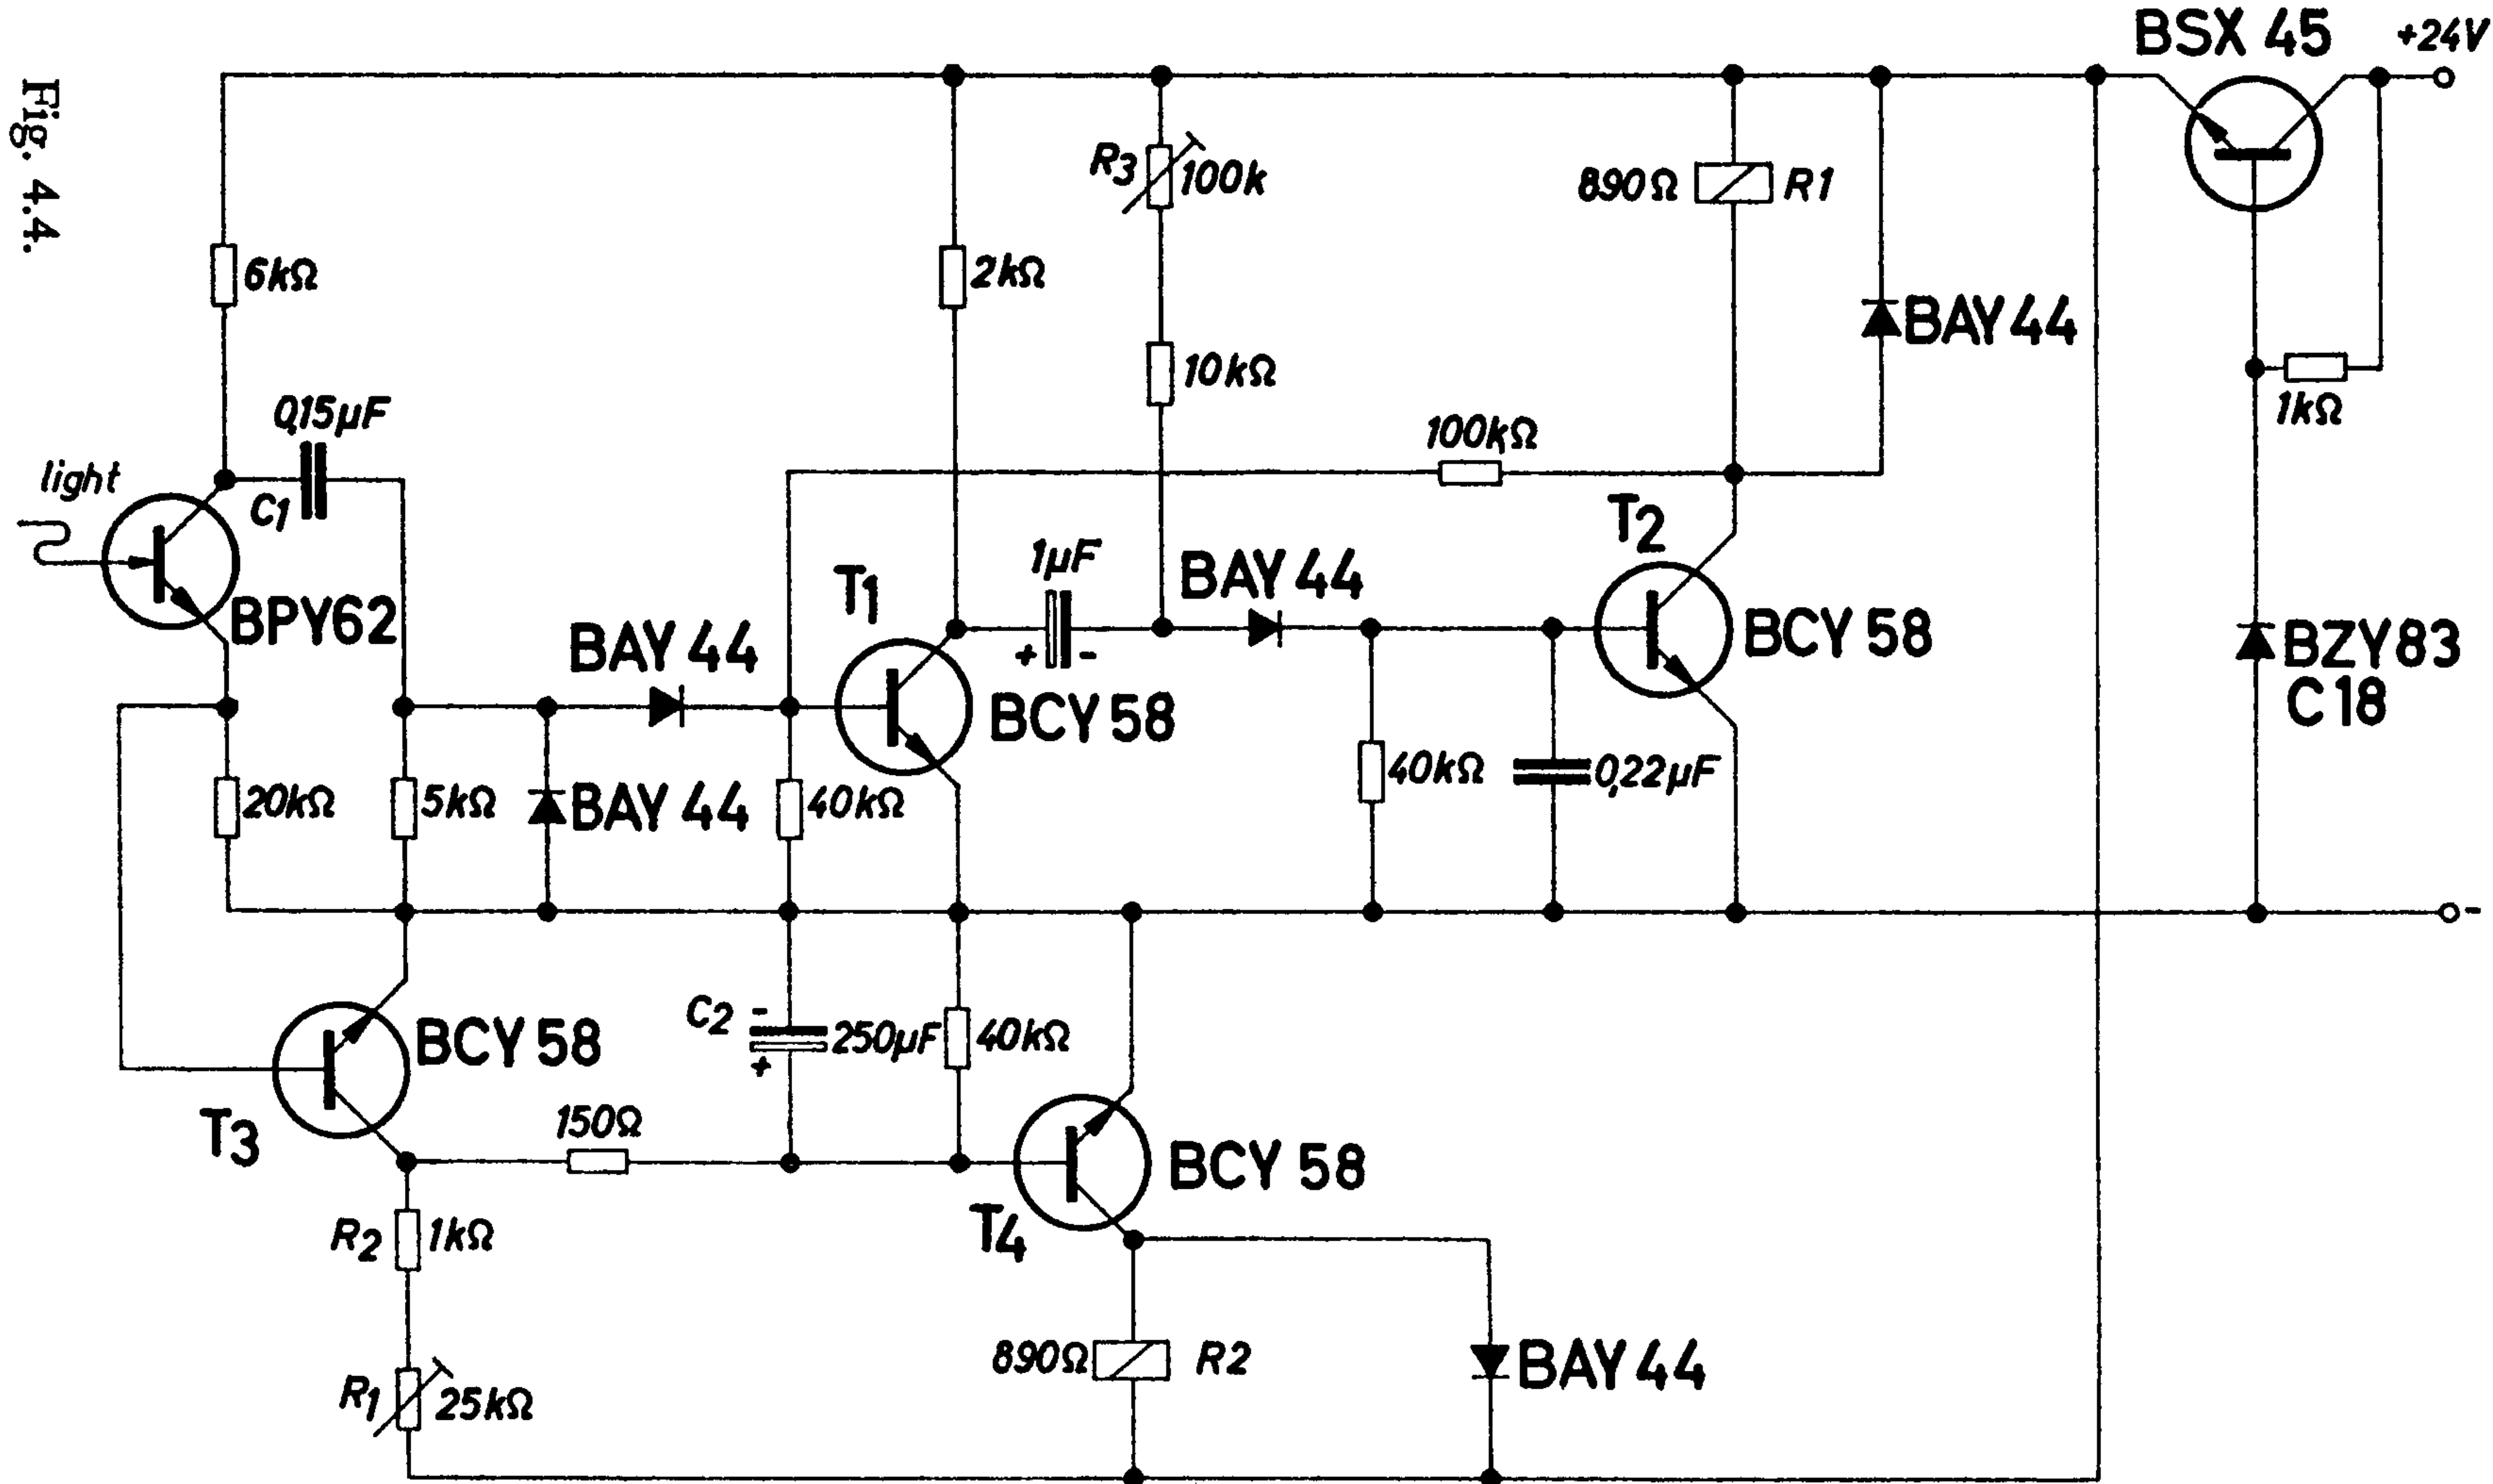 BSX 45
+24V
Fig. 4.4.
R3
100k
890Ω
R1
6kΩ
2kΩ
BAY 44
10kΩ
1kΩ
0,15µF
100kΩ
light
C1
T2
1µF
BAY 44
T1
BPY62
BAY 44
+ -
BCY 58
BZY83
C18
BCY 58
20kΩ
5kΩ
BAY 44
40kΩ
40kΩ
0,22µF
-
C2
-
250µF
+
40kΩ
BCY 58
T3
150Ω
BCY 58
T4
R2
1kΩ
890Ω
R2
BAY 44
R1
25kΩ